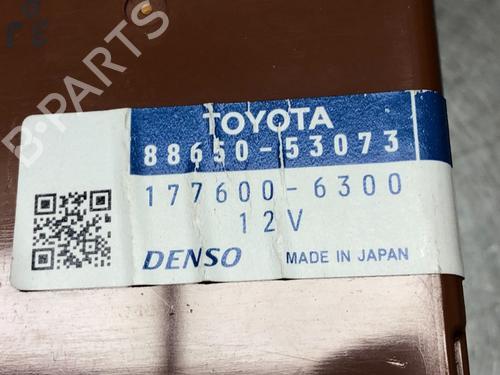 TOYOTA
88650-53073
177600-6300
12V
DENSO MADE IN JAPAN
B-PARTS